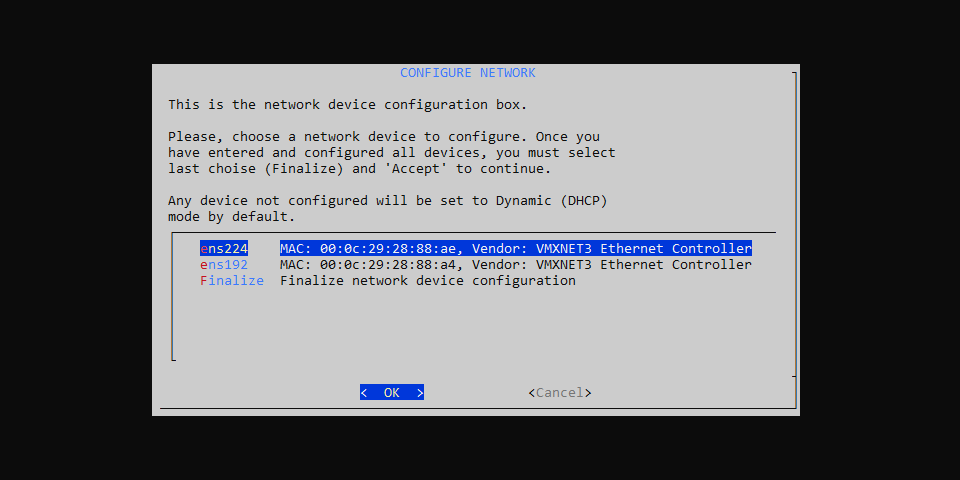 CONFIGURE NETWORK
This is the network device configuration box.
Please, choose a network device to configure. Once you
have entered and configured all devices, you must select
last choise (Finalize) and 'Accept' to continue.
Any device not configured will be set to Dynamic (DHCP)
mode by default.
ens224 MAC: 00:0c:29:28:88:ae, Vendor: VMXNET3 Ethernet Controller
ens192 MAC: 00:0c:29:28:88:a4, Vendor: VMXNET3 Ethernet Controller
Finalize Finalize network device configuration
< OK > <Cancel>